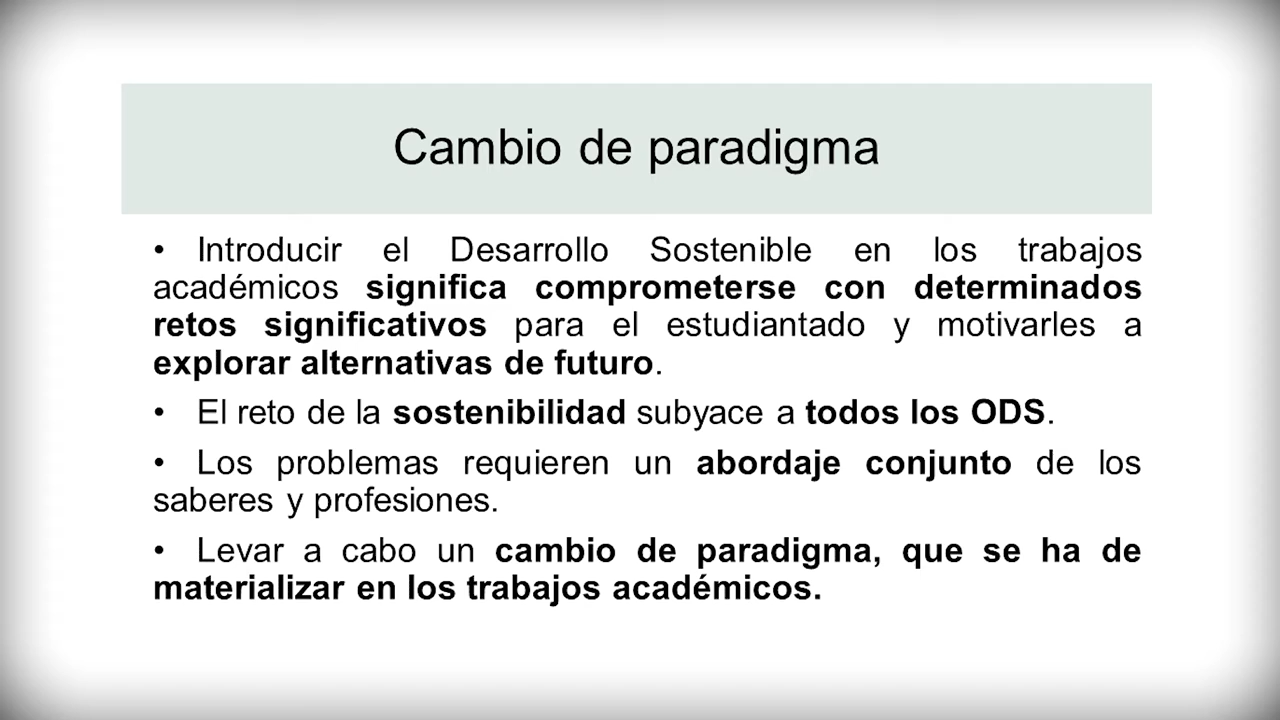 Cambio de paradigma
• Introducir el Desarrollo Sostenible en los trabajos
académicos significa comprometerse con determinados
retos significativos para el estudiantado y motivarles a
explorar alternativas de futuro.
• El reto de la sostenibilidad subyace a todos los ODS.
• Los problemas requieren un abordaje conjunto de los
saberes y profesiones.
• Levar a cabo un cambio de paradigma, que se ha de
materializar en los trabajos académicos.